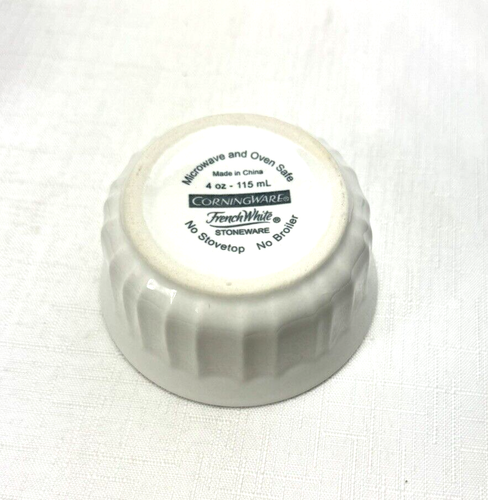 Microwave and Oven Safe
Made in China
4 oz - 115 mL
CORNINGWARE®
FrenchWhite®
STONEWARE
No Stovetop No Broiler